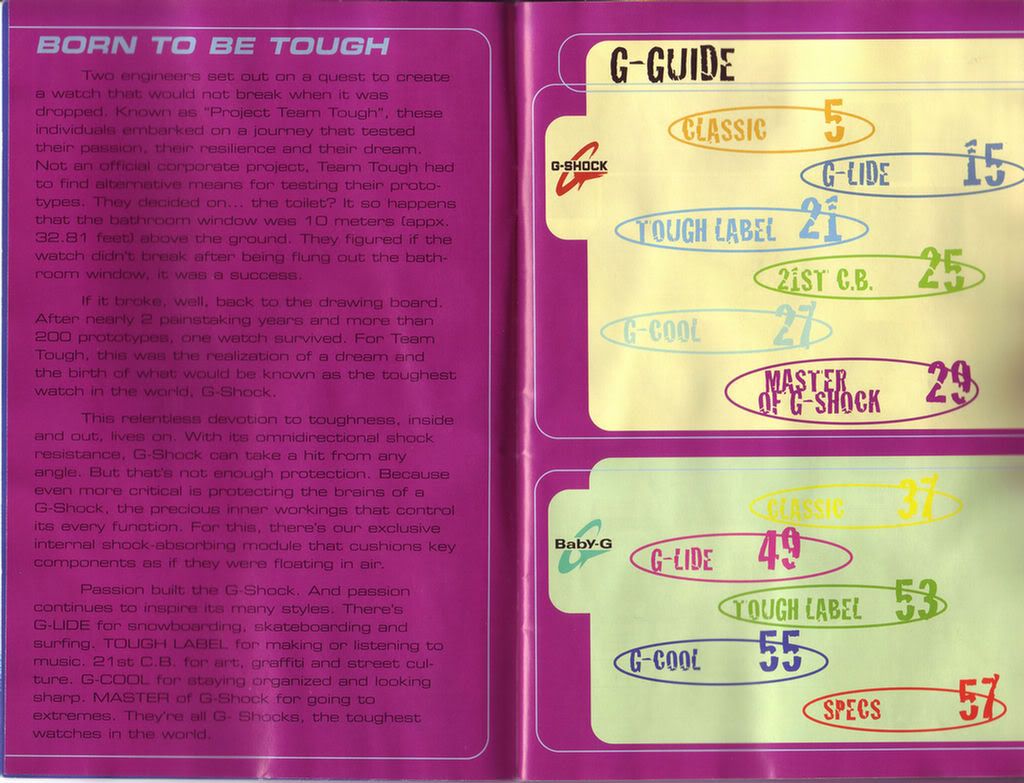 BORN TO BE TOUGH
Two engineers set out on a quest to create
a watch that would not break when it was
dropped. Known as "Project Team Tough", these
individuals embarked on a journey that tested
their passion, their resilience and their dream.
Not an official corporate project, Team Tough had
to find alternative means for testing their proto-
types. They decided on... the toilet? It so happens
that the bathroom window was 10 meters (appx.
32.81 feet) above the ground. They figured if the
watch didn't break after being flung out the bath-
room window, it was a success.
If it broke, well, back to the drawing board.
After nearly 2 painstaking years and more than
200 prototypes, one watch survived. For Team
Tough, this was the realization of a dream and
the birth of what would be known as the toughest
watch in the world, G-Shock.
This relentless devotion to toughness, inside
and out, lives on. With its omnidirectional shock
resistance, G-Shock can take a hit from any
angle. But that's not enough protection. Because
even more critical is protecting the brains of a
G-Shock, the precious inner workings that control
its every function. For this, there's our exclusive
internal shock-absorbing module that cushions key
components as if they were floating in air.
Passion built the G-Shock. And passion
continues to inspire its many styles. There's
G-LIDE for snowboarding, skateboarding and
surfing. TOUGH LABEL for making or listening to
music. 21st C.B. for art, graffiti and street cul-
ture. G-COOL for staying organized and looking
sharp. MASTER of G-Shock for going to
extremes. They're all G- Shocks, the toughest
watches in the world.
G-GUIDE
G-SHOCK
CLASSIC 5
G-LIDE 15
TOUGH LABEL 21
21ST C.B. 25
G-COOL 27
MASTER
OF G-SHOCK 29
Baby-G
CLASSIC 37
G-LIDE 49
TOUGH LABEL 53
G-COOL 55
SPECS 57